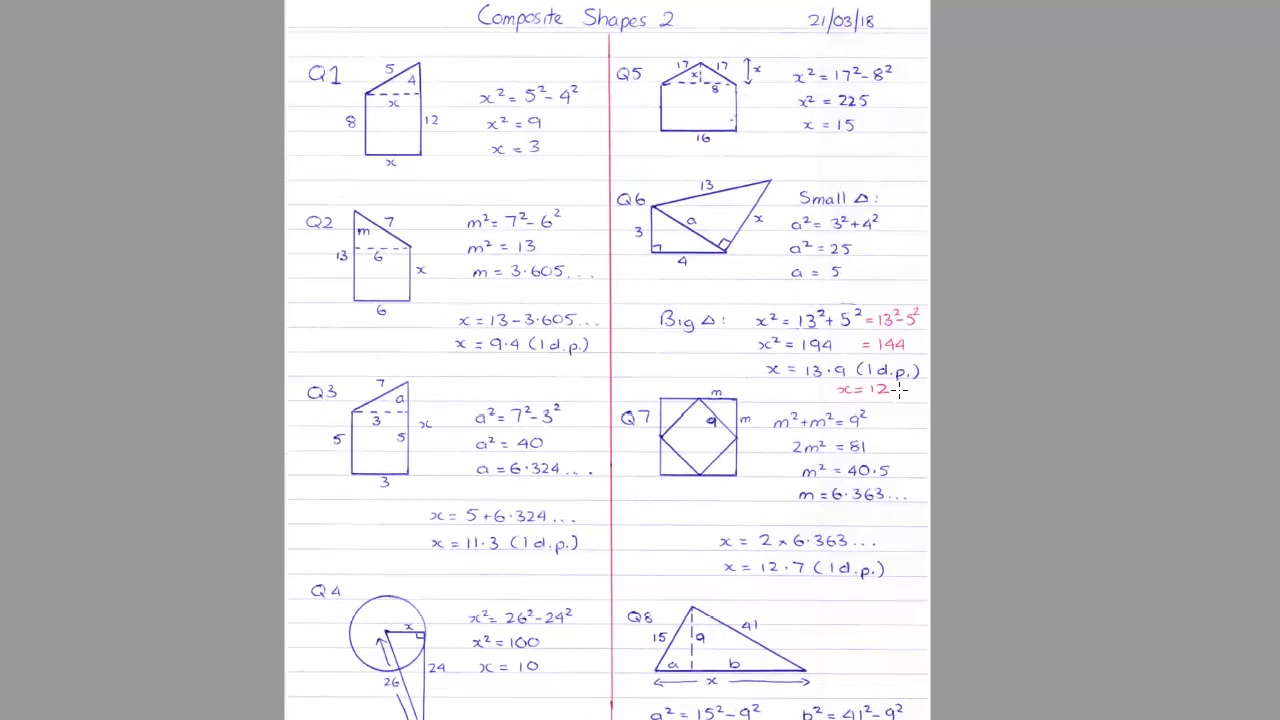 Composite Shapes 2 21/03/18
Q1
5
4
x
8
12
x
x² = 5² - 4²
x² = 9
x = 3
Q2
7
m
6
13
x
6
m² = 7² - 6²
m² = 13
m = 3.605...
x = 13 - 3.605...
x = 9.4 (1 d.p.)
Q3
7
a
3
x
5
5
3
a² = 7² - 3²
a² = 40
a = 6.324...
x = 5 + 6.324...
x = 11.3 (1 d.p.)
Q4
x
24
26
x² = 26² - 24²
x² = 100
x = 10
Q5
17 17
x
x
8
16
x² = 17² - 8²
x² = 225
x = 15
Q6
13
a
x
3
4
Small △:
a² = 3² + 4²
a² = 25
a = 5
Big △: x² = 13² + 5² = 13² - 5²
x² = 194 = 144
x = 13.9 (1 d.p.)
x = 12
Q7
m
9
m
m² + m² = 9²
2m² = 81
m² = 40.5
m = 6.363...
x = 2 × 6.363...
x = 12.7 (1 d.p.)
Q8
15
9
41
a
b
x
a² = 15² - 9² b² = 41² - 9²